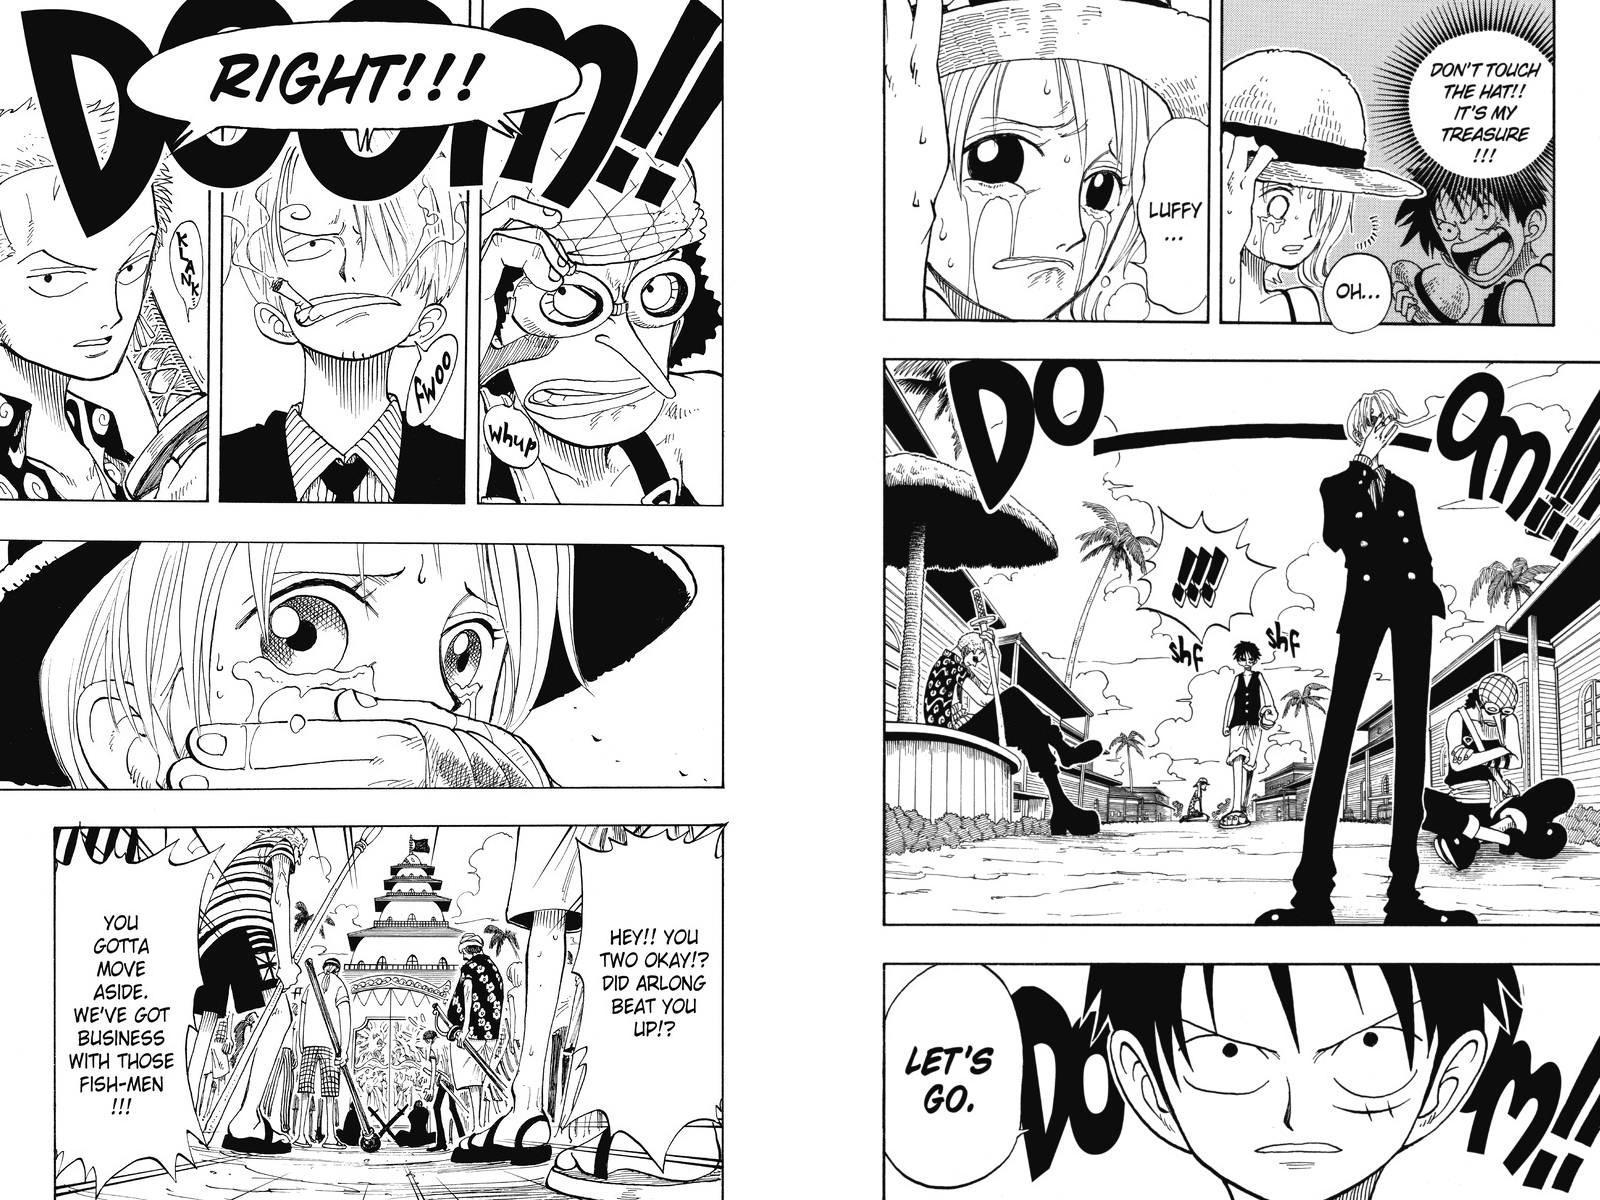 DON'T TOUCH
THE HAT!!
IT'S MY
TREASURE
!!!
OH...
LUFFY
...
DO
OM!!
!!!
shf
shf
LET'S
GO.
DO
OM!!
DOOM!!
RIGHT!!!
KLANK
FWOO
whup
HEY!! YOU
TWO OKAY!?
DID ARLONG
BEAT YOU
UP!?
YOU
GOTTA
MOVE
ASIDE.
WE'VE GOT
BUSINESS
WITH THOSE
FISH-MEN
!!!